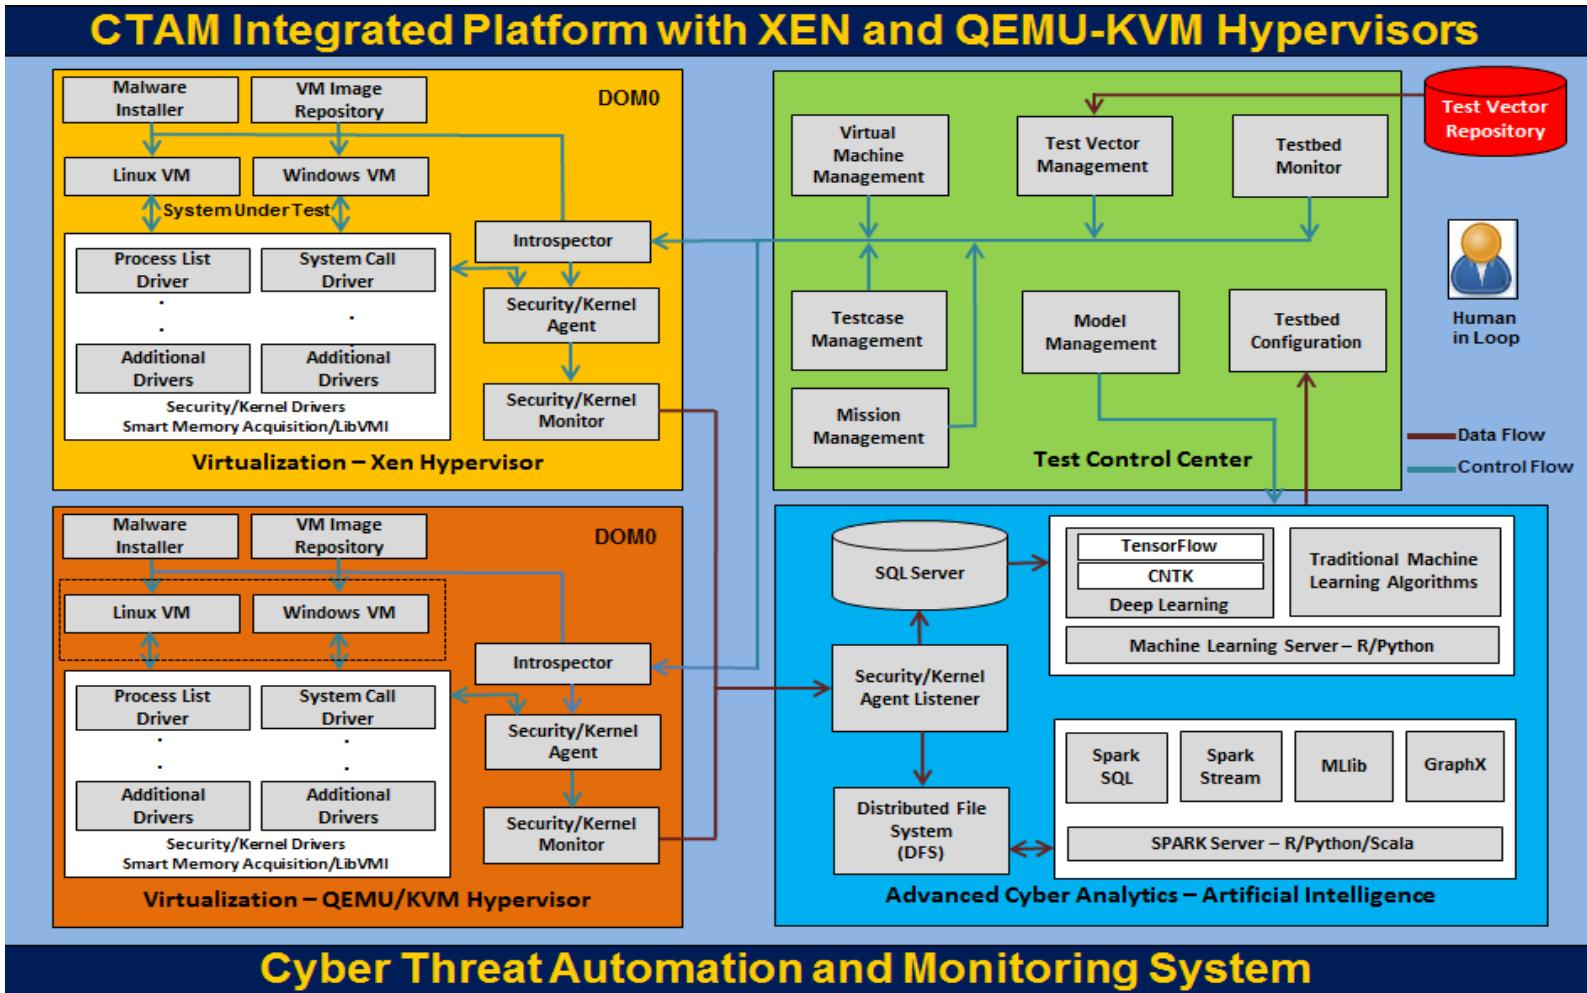 CTAM Integrated Platform with XEN and QEMU-KVM Hypervisors
Malware
Installer
VM Image
Repository
DOM0
Linux VM
Windows VM
System Under Test
Process List
Driver
System Call
Driver
Additional
Drivers
Additional
Drivers
Security/Kernel Drivers
Smart Memory Acquisition/LibVMI
Introspector
Security/Kernel
Agent
Security/Kernel
Monitor
Virtualization – Xen Hypervisor
Virtual
Machine
Management
Test Vector
Management
Testbed
Monitor
Testcase
Management
Model
Management
Testbed
Configuration
Mission
Management
Test Control Center
Test Vector
Repository
Human
in Loop
Data Flow
Control Flow
Malware
Installer
VM Image
Repository
DOM0
Linux VM
Windows VM
Process List
Driver
System Call
Driver
Additional
Drivers
Additional
Drivers
Security/Kernel Drivers
Smart Memory Acquisition/LibVMI
Introspector
Security/Kernel
Agent
Security/Kernel
Monitor
Virtualization – QEMU/KVM Hypervisor
SQL Server
Security/Kernel
Agent Listener
Distributed File
System
(DFS)
TensorFlow
CNTK
Deep Learning
Traditional Machine
Learning Algorithms
Machine Learning Server – R/Python
Spark
SQL
Spark
Stream
MLlib
GraphX
SPARK Server – R/Python/Scala
Advanced Cyber Analytics – Artificial Intelligence
Cyber Threat Automation and Monitoring System